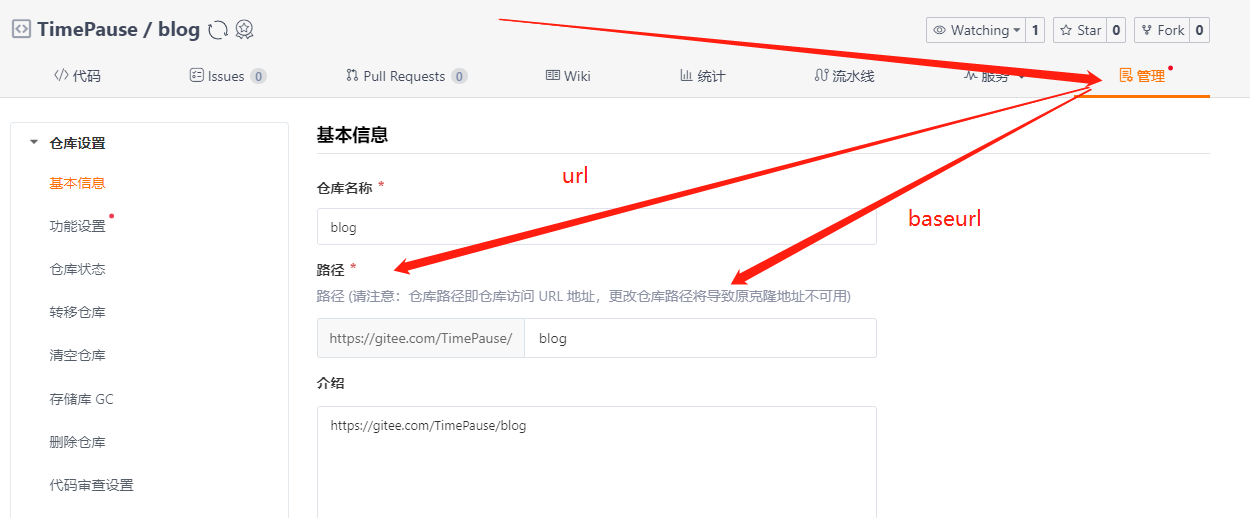 TimePause / blog
Watching 1 Star 0 Fork 0
代码 Issues 0 Pull Requests 0 Wiki 统计 流水线 服务 管理
仓库设置
基本信息
功能设置
仓库状态
转移仓库
清空仓库
存储库 GC
删除仓库
代码审查设置
基本信息
url
仓库名称 *
baseurl
blog
路径 *
路径 (请注意：仓库路径即仓库访问 URL 地址，更改仓库路径将导致原克隆地址不可用)
https://gitee.com/TimePause/ blog
介绍
https://gitee.com/TimePause/blog